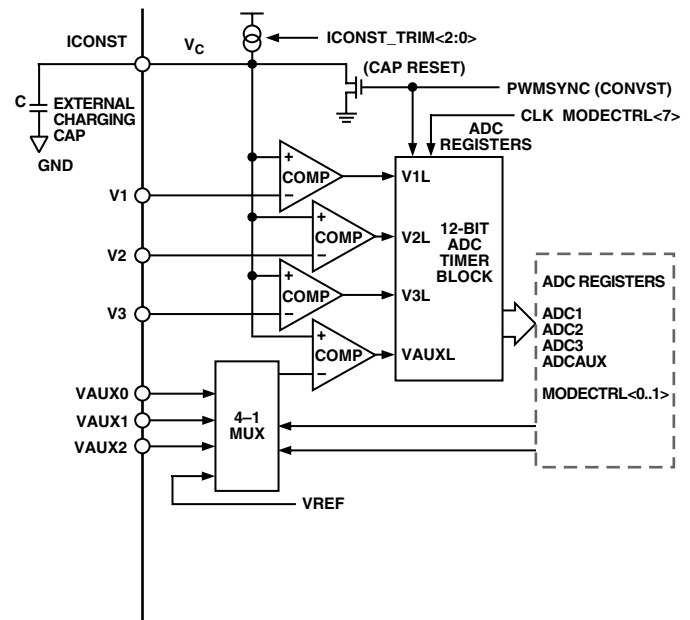 ICONST
VC
ICONST_TRIM<2:0>
(CAP RESET)
PWMSYNC (CONVST)
C
EXTERNAL
CHARGING
CAP
GND
CLK MODECTRL<7>
ADC
REGISTERS
V1
+
COMP
–
V1L
V2
+
COMP
–
V2L
12-BIT
ADC
TIMER
BLOCK
V3
+
COMP
–
V3L
+
COMP
–
VAUXL
ADC REGISTERS
ADC1
ADC2
ADC3
ADCAUX
MODECTRL<0..1>
VAUX0
VAUX1
VAUX2
4–1
MUX
VREF